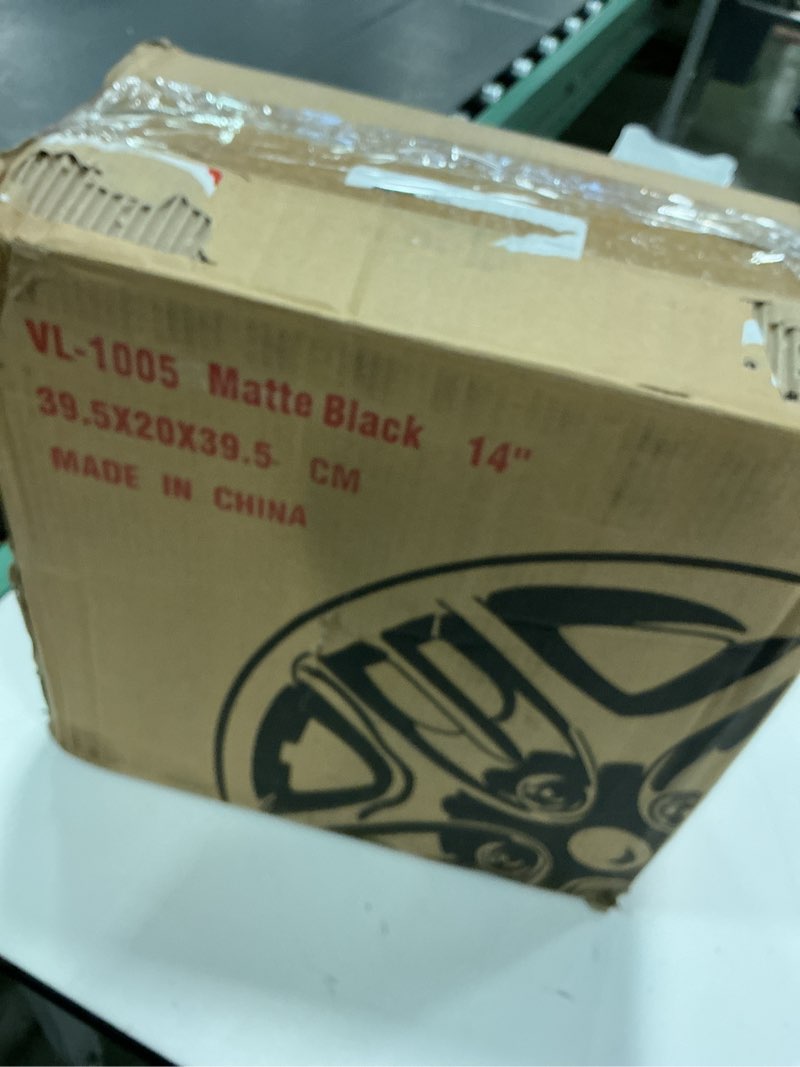 VL-1005 Matte Black 14"
39.5X20X39.5 CM
MADE IN CHINA